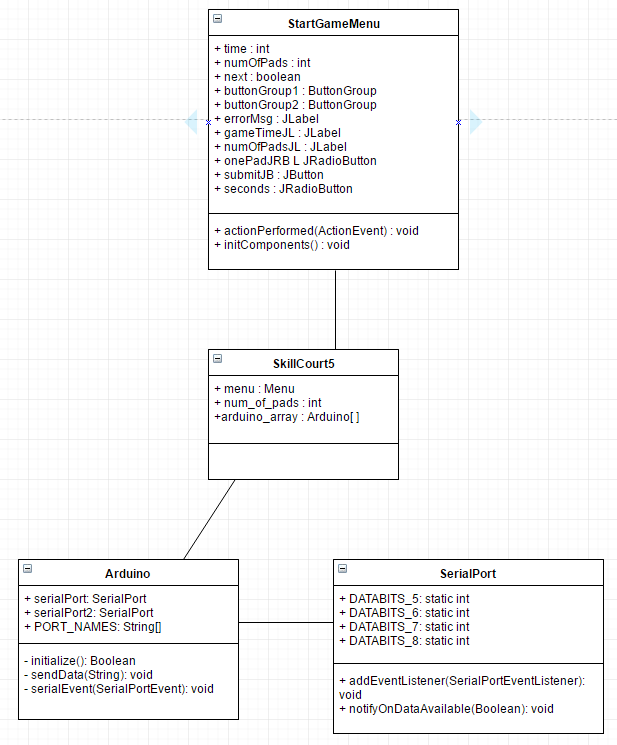 StartGameMenu
+ time : int
+ numOfPads : int
+ next : boolean
+ buttonGroup1 : ButtonGroup
+ buttonGroup2 : ButtonGroup
+ errorMsg : JLabel
+ gameTimeJL : JLabel
+ numOfPadsJL : JLabel
+ onePadJRB L JRadioButton
+ submitJB : JButton
+ seconds : JRadioButton
+ actionPerformed(ActionEvent) : void
+ initComponents() : void
SkillCourt5
+ menu : Menu
+ num_of_pads : int
+arduino_array : Arduino[ ]
Arduino
+ serialPort: SerialPort
+ serialPort2: SerialPort
+ PORT_NAMES: String[]
- initialize(): Boolean
- sendData(String): void
- serialEvent(SerialPortEvent): void
SerialPort
+ DATABITS_5: static int
+ DATABITS_6: static int
+ DATABITS_7: static int
+ DATABITS_8: static int
+ addEventListener(SerialPortEventListener):
void
+ notifyOnDataAvailable(Boolean): void